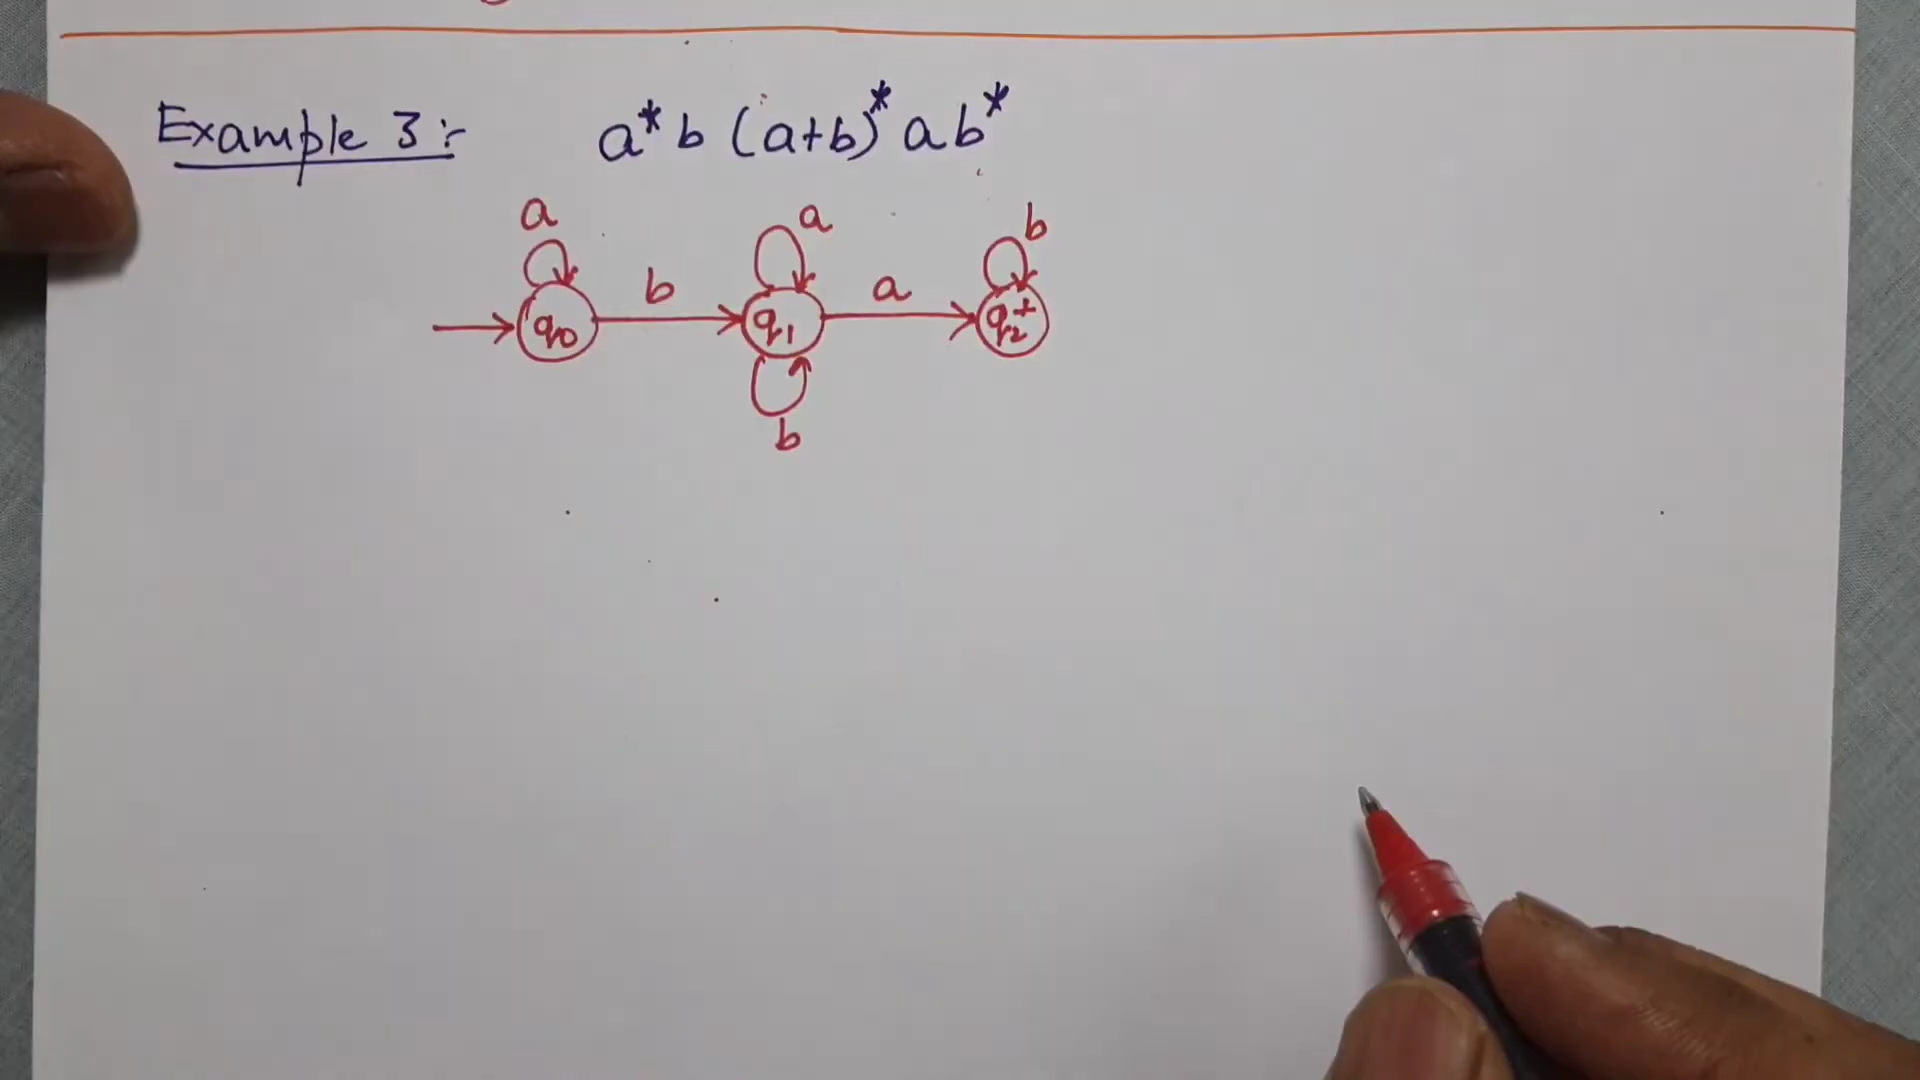 Example 3:- a*b(a+b)*ab*
a a b
b a
q0 q1 q2+
b